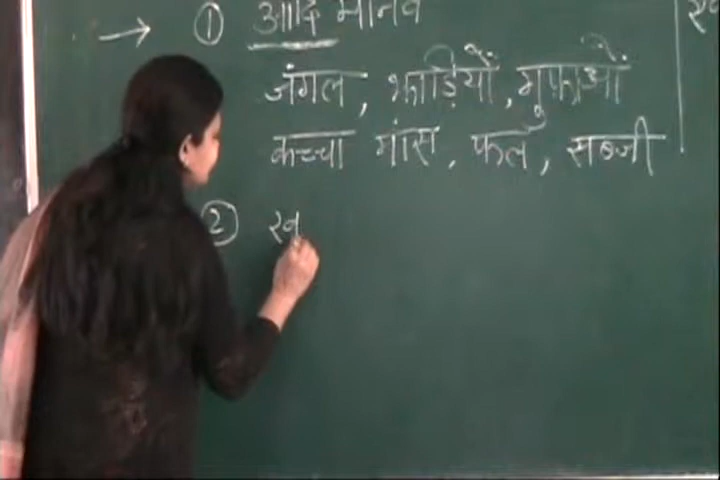 → ① आदि मानव
जंगल, झाड़ियों, गुफाओं
कच्चा मांस, फल, सब्जी
② ख